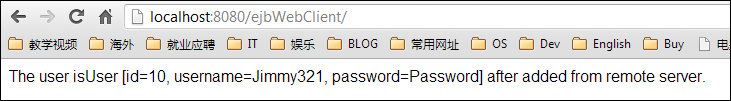 localhost:8080/ejbWebClient/
教学视频 海外 就业应聘 IT 娱乐 BLOG 常用网址 OS Dev English Buy
The user isUser [id=10, username=Jimmy321, password=Password] after added from remote server.